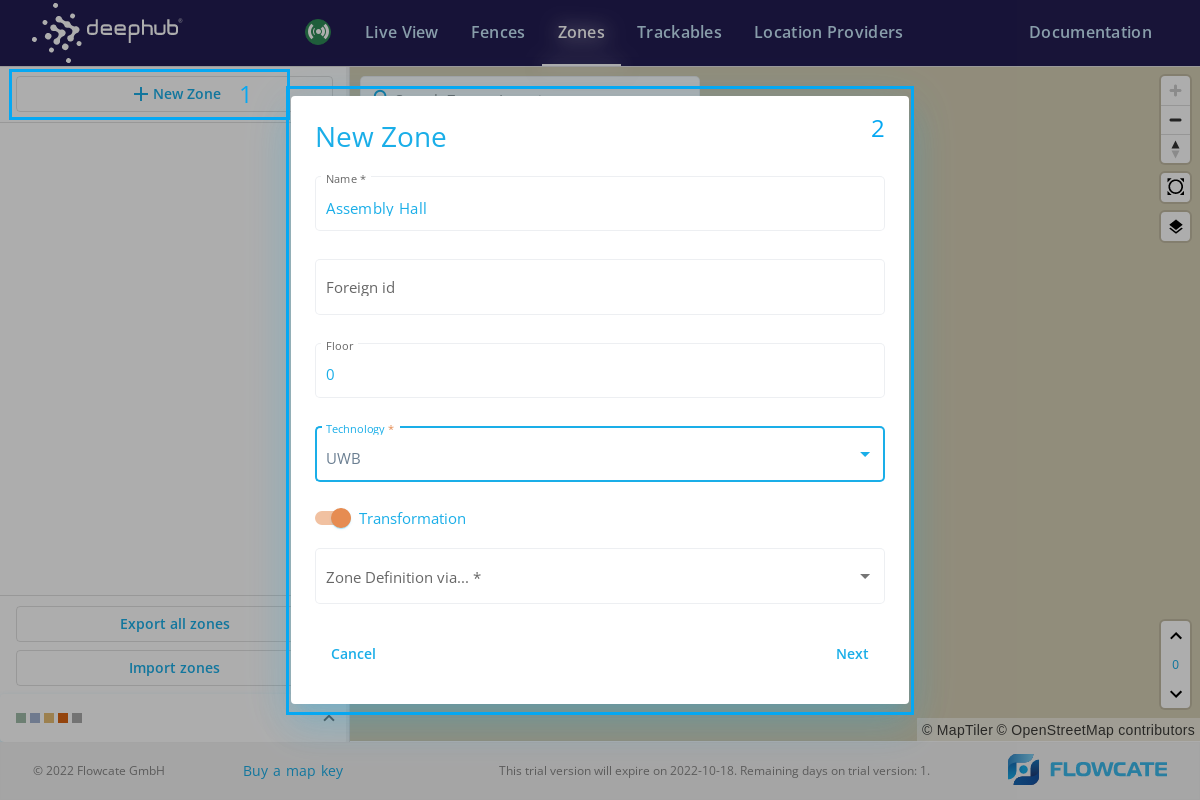 deephub®
Live View
Fences
Zones
Trackables
Location Providers
Documentation
New Zone
1
New Zone
2
Name *
Assembly Hall
Foreign id
Floor
0
Technology *
UWB
Transformation
Zone Definition via... *
Cancel
Next
Export all zones
Import zones
0
© MapTiler © OpenStreetMap contributors
© 2022 Flowcate GmbH
Buy a map key
This trial version will expire on 2022-10-18. Remaining days on trial version: 1.
FLOWCATE